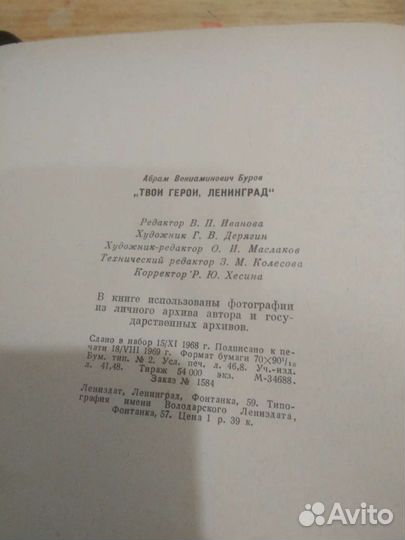 Абрам Вениаминович Буров
„ТВОИ ГЕРОИ, ЛЕНИНГРАД“
Редактор В. П. Иванова
Художник Г. В. Дерягин
Художник-редактор О. И. Маслаков
Технический редактор З. М. Колесова
Корректор Р. Ю. Хесина
В книге использованы фотографии
из личного архива автора и госу-
дарственных архивов.
Сдано в набор 15/XI 1968 г. Подписано к пе-
чати 18/VIII 1969 г. Формат бумаги 70×90¹/₁₆
Бум. тип. № 2. Усл. печ. л. 46,8. Уч.-изд.
л. 41,48. Тираж 54 000 экз. М-34688.
Заказ № 1584
Лениздат, Ленинград, Фонтанка, 59. Типо-
графия имени Володарского Лениздата,
Фонтанка, 57. Цена 1 р. 39 к.
Avito